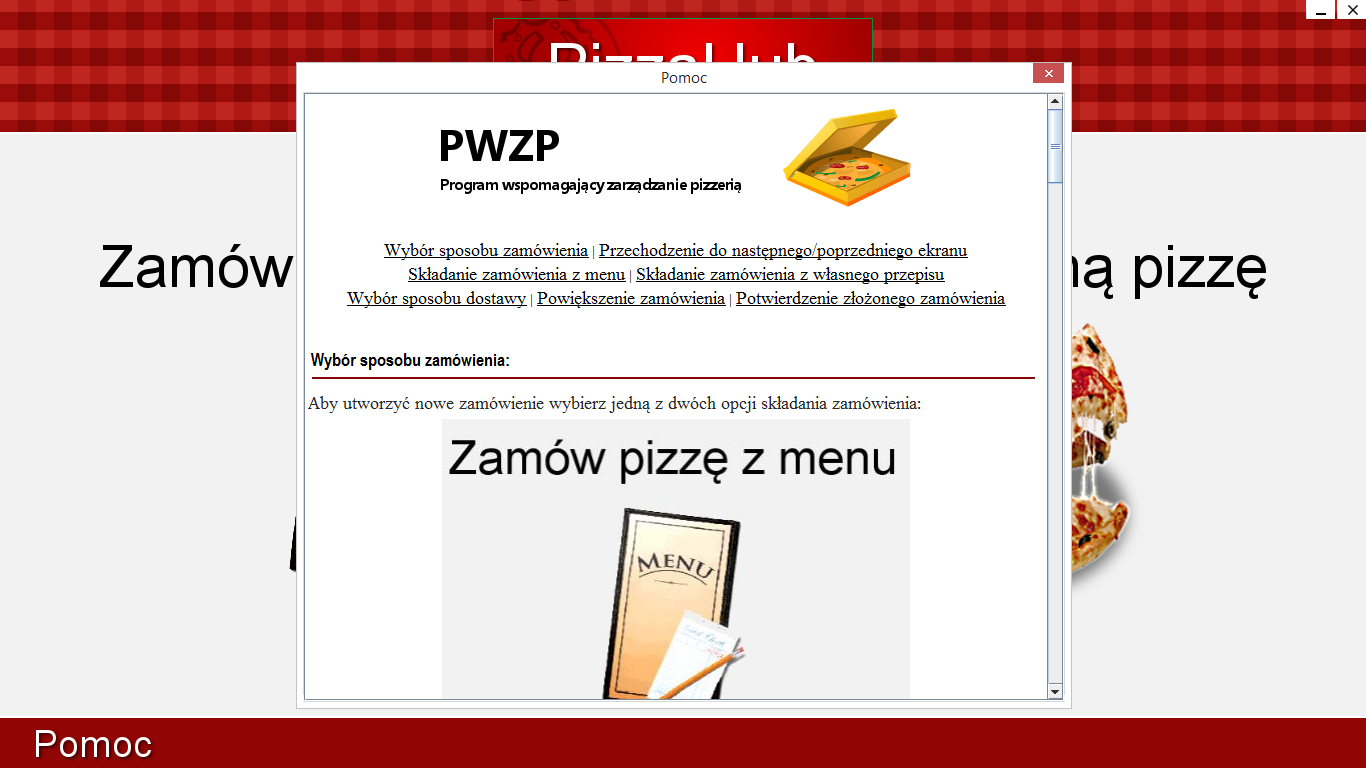 PizzaHub
Pomoc
PWZP
Program wspomagający zarządzanie pizzerią
Wybór sposobu zamówienia | Przechodzenie do następnego/poprzedniego ekranu
Składanie zamówienia z menu | Składanie zamówienia z własnego przepisu
Wybór sposobu dostawy | Powiększenie zamówienia | Potwierdzenie złożonego zamówienia
Zamów
ną pizzę
Wybór sposobu zamówienia:
Aby utworzyć nowe zamówienie wybierz jedną z dwóch opcji składania zamówienia:
Zamów pizzę z menu
MENU
Pomoc